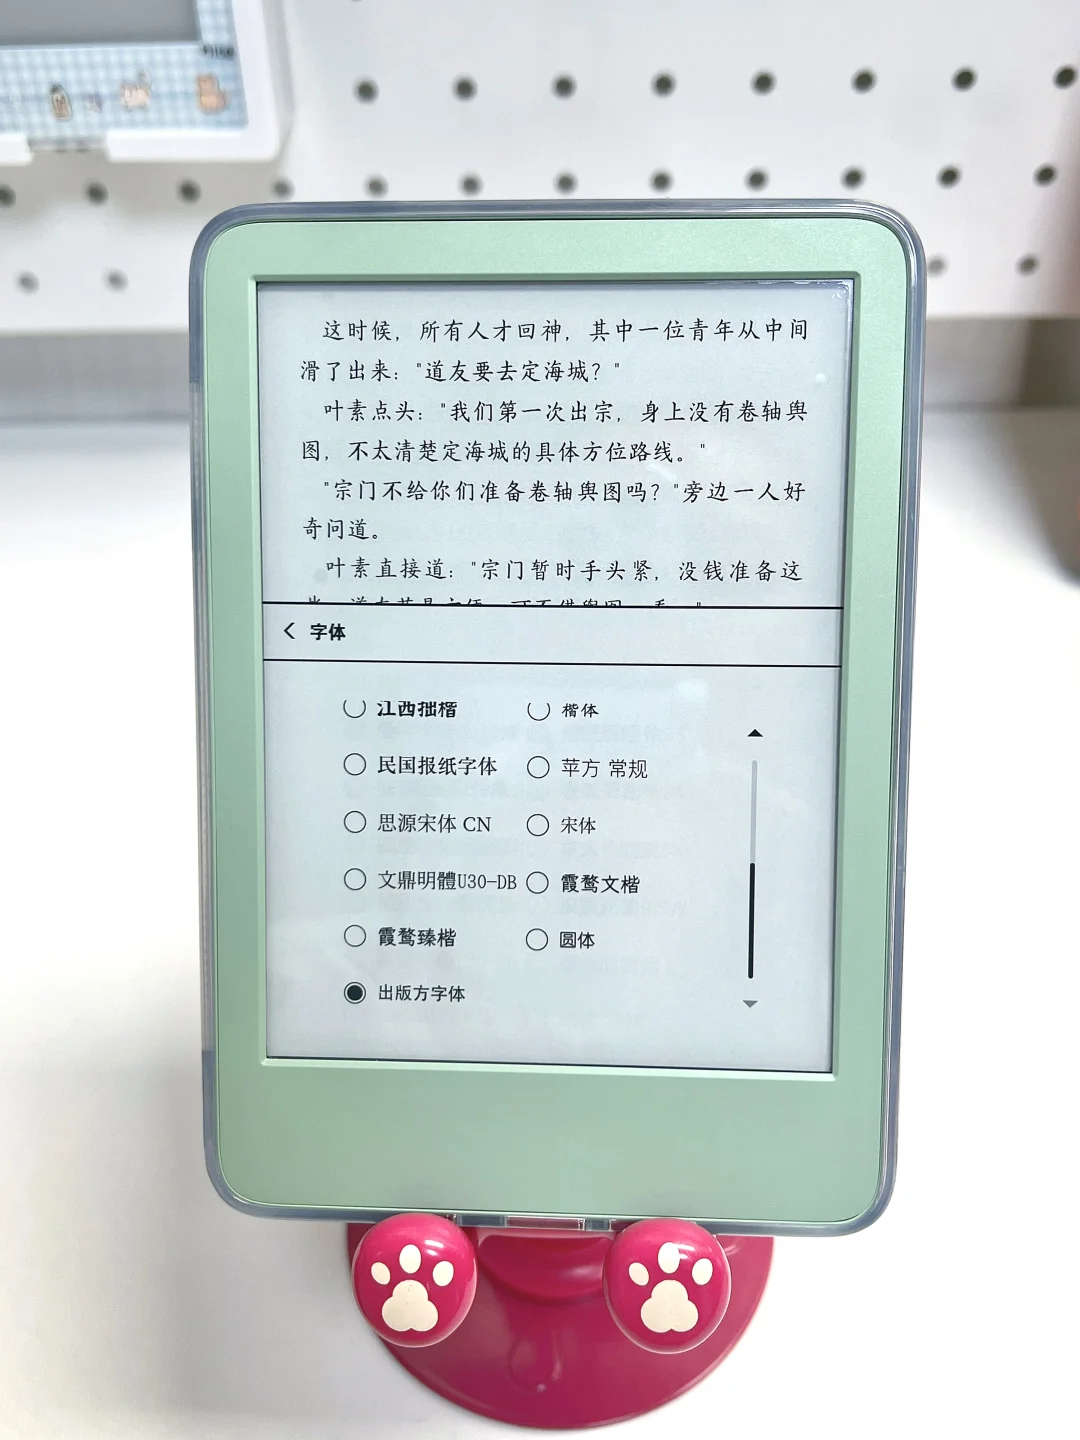 这时候，所有人才回神，其中一位青年从中间
滑了出来："道友要去定海城？"
叶素点头："我们第一次出宗，身上没有卷轴舆
图，不太清楚定海城的具体方位路线。"
"宗门不给你们准备卷轴舆图吗？"旁边一人好
奇问道。
叶素直接道："宗门暂时手头紧，没钱准备这
字体
江西拙楷 楷体
民国报纸字体 苹方 常规
思源宋体 CN 宋体
文鼎明體U30-DB 霞鹜文楷
霞鹜臻楷 圆体
出版方字体